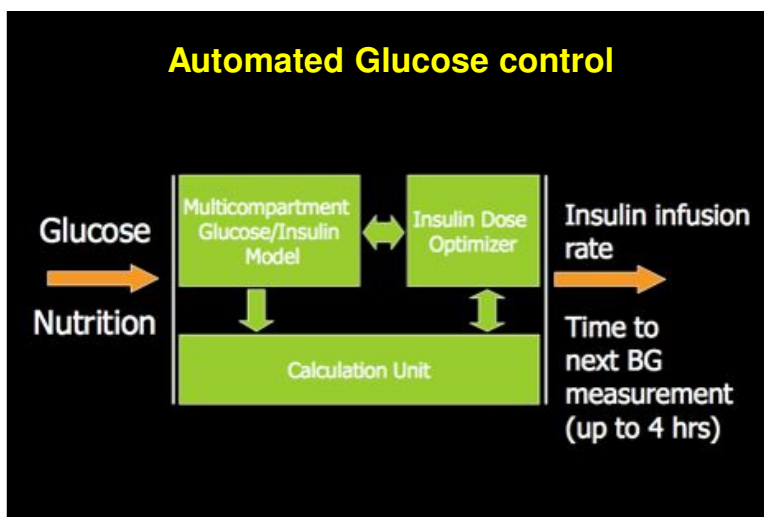 Automated Glucose control
Glucose
Nutrition
Multicompartment
Glucose/Insulin
Model
Insulin Dose
Optimizer
Calculation Unit
Insulin infusion
rate
Time to
next BG
measurement
(up to 4 hrs)